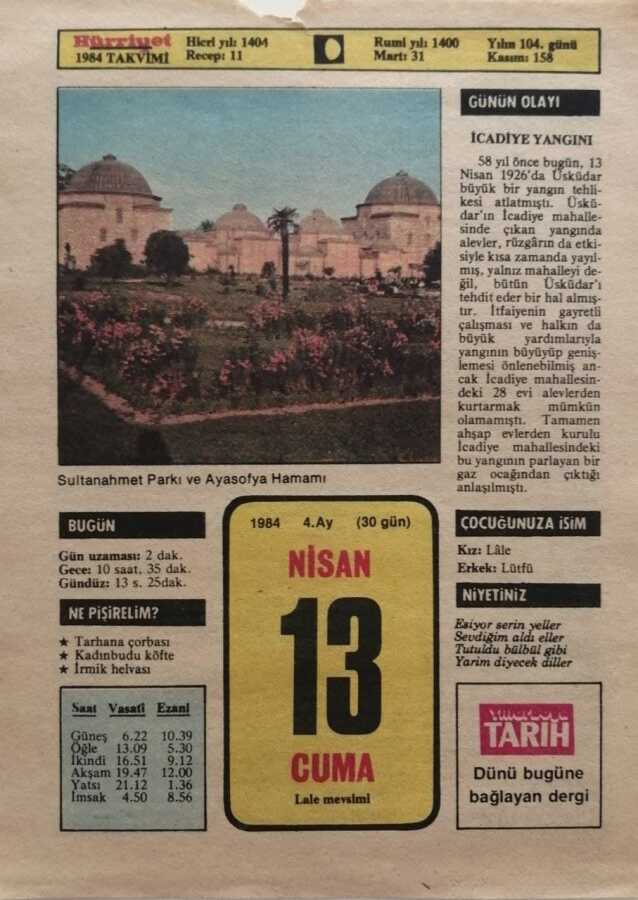 Hürriyet
1984 TAKVİMİ
Hicri yılı: 1404
Recep: 11
Rumi yılı: 1400
Mart: 31
Yılın 104. günü
Kasım: 158
Sultanahmet Parkı ve Ayasofya Hamamı
GÜNÜN OLAYI
İCADİYE YANGINI
58 yıl önce bugün, 13
Nisan 1926'da Üsküdar
büyük bir yangın tehli-
kesi atlatmıştı. Üskü-
dar'ın İcadiye mahalle-
sinde çıkan yangında
alevler, rüzgârın da etki-
siyle kısa zamanda yayıl-
mış, yalnız mahalleyi de-
ğil, bütün Üsküdar'ı
tehdit eder bir hal almış-
tır. İtfaiyenin gayretli
çalışması ve halkın da
büyük yardımlarıyla
yangının büyüyüp geniş-
lemesi önlenebilmiş an-
cak İcadiye mahallesin-
deki 28 evi alevlerden
kurtarmak mümkün
olamamıştı. Tamamen
ahşap evlerden kurulu
İcadiye mahallesindeki
bu yangının parlayan bir
gaz ocağından çıktığı
anlaşılmıştı.
BUGÜN
Gün uzaması: 2 dak.
Gece: 10 saat. 35 dak.
Gündüz: 13 s. 25dak.
NE PİŞİRELİM?
★ Tarhana çorbası
★ Kadınbudu köfte
★ İrmik helvası
Saat Vasati Ezani
Güneş 6.22 10.39
Öğle 13.09 5.30
İkindi 16.51 9.12
Akşam 19.47 12.00
Yatsı 21.12 1.36
İmsak 4.50 8.56
1984 4.Ay (30 gün)
NİSAN
13
CUMA
Lale mevsimi
ÇOCUĞUNUZA İSİM
Kız: Lâle
Erkek: Lütfü
NİYETİNİZ
Esiyor serin yeller
Sevdiğim aldı eller
Tutuldu bülbül gibi
Yarim diyecek diller
Yıllarboyu
TARİH
Dünü bugüne
bağlayan dergi